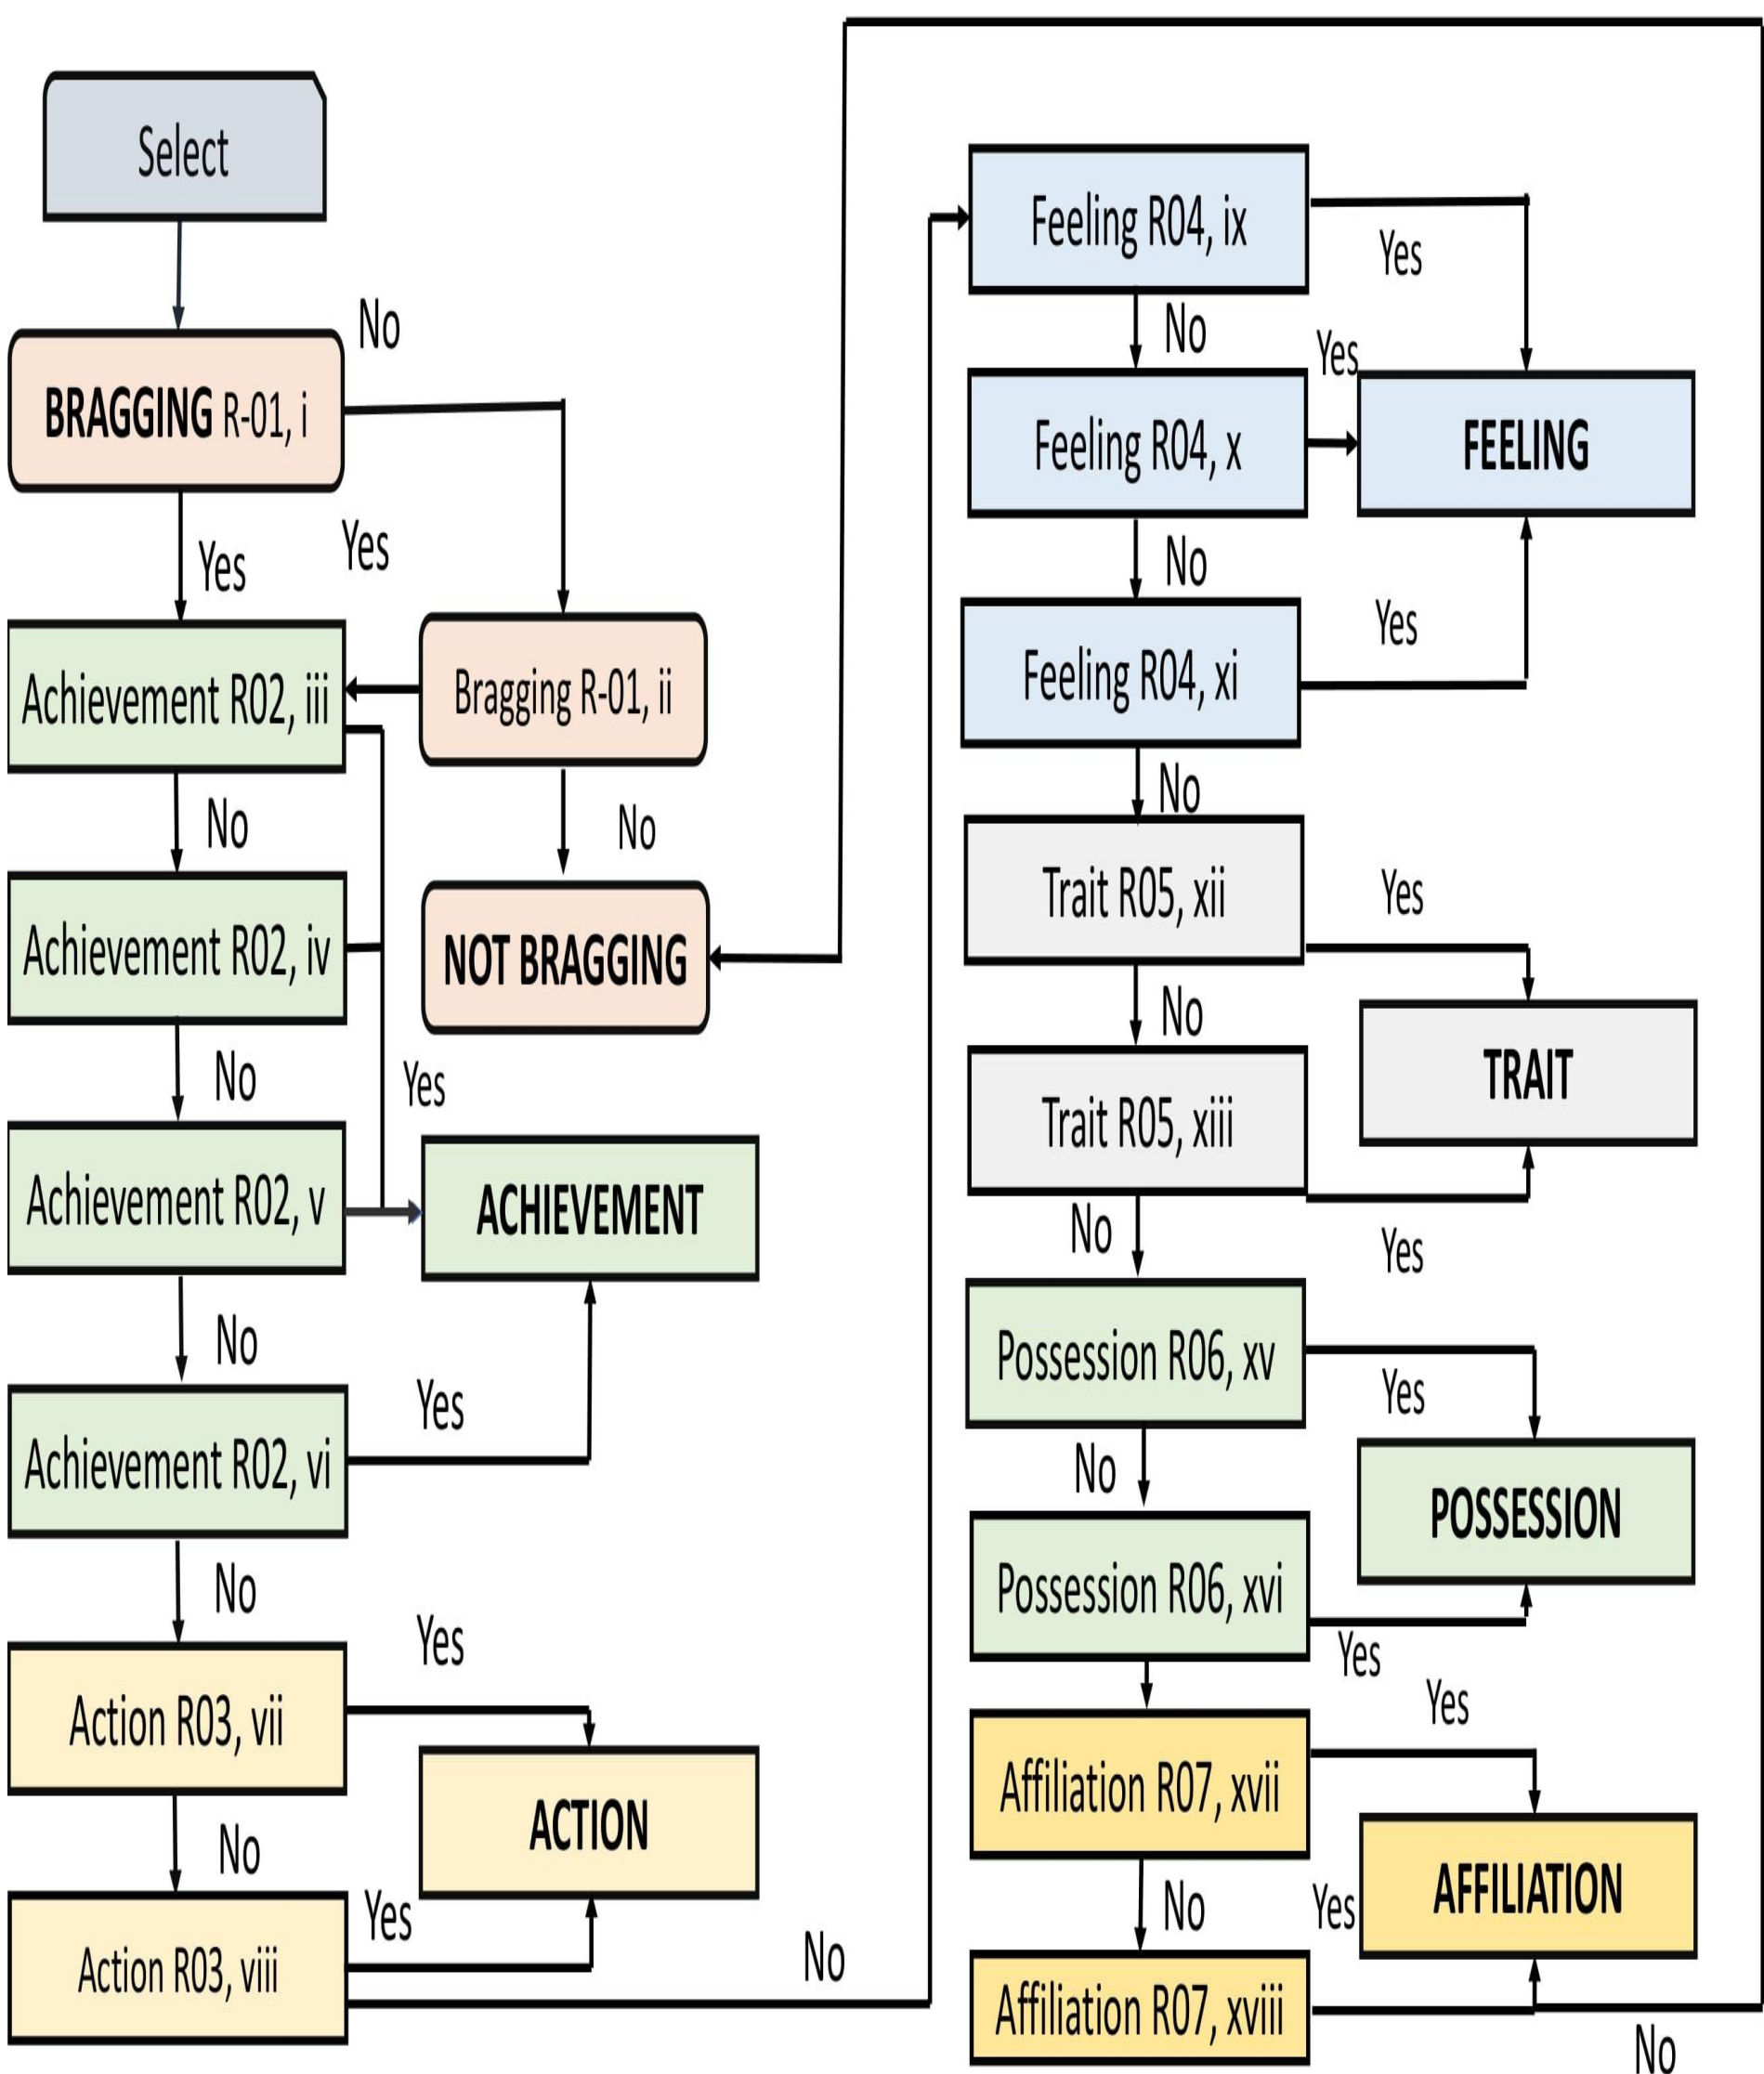 Select
No
BRAGGING R-01, i
Yes
Yes
Achievement R02, iii
Bragging R-01, ii
No
No
Achievement R02, iv
NOT BRAGGING
No
Yes
Achievement R02, v
ACHIEVEMENT
No
Yes
Achievement R02, vi
No
Yes
Action R03, vii
ACTION
No
Yes
Action R03, viii
No
Feeling R04, ix
Yes
No
Yes
Feeling R04, x
FEELING
No
Feeling R04, xi
Yes
No
Trait R05, xii
Yes
No
TRAIT
Trait R05, xiii
No
Yes
Possession R06, xv
Yes
No
POSSESSION
Possession R06, xvi
Yes
Yes
Affiliation R07, xvii
AFFILIATION
No
Yes
Affiliation R07, xviii
No